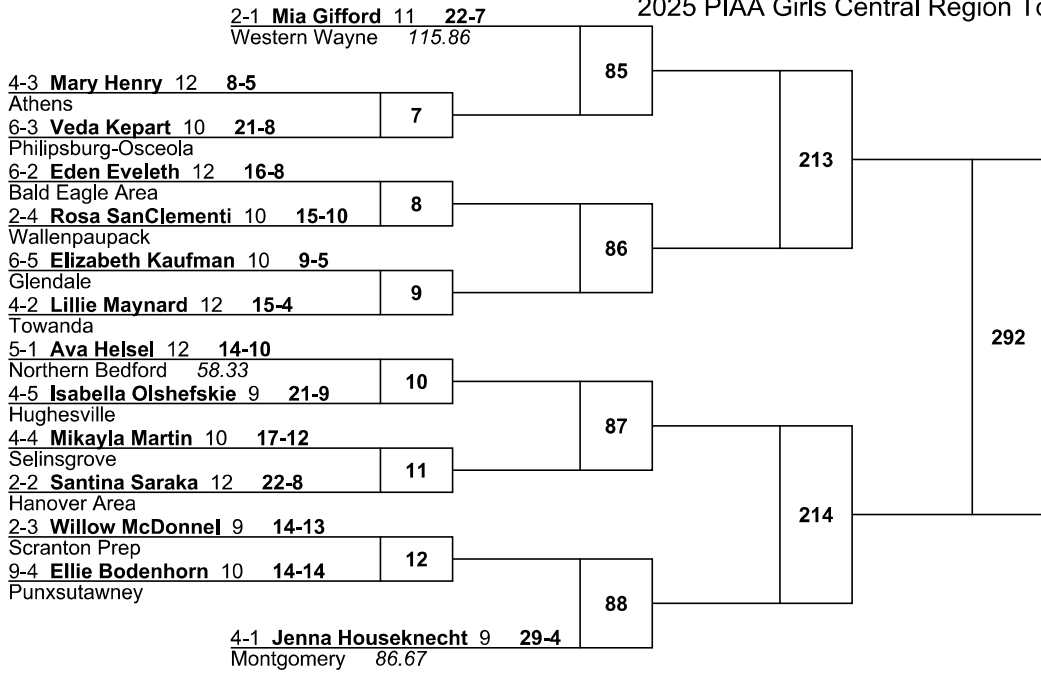 2025 PIAA Girls Central Region To
2-1 Mia Gifford 11 22-7
Western Wayne 115.86
85
4-3 Mary Henry 12 8-5
Athens
7
6-3 Veda Kepart 10 21-8
Philipsburg-Osceola
213
6-2 Eden Eveleth 12 16-8
Bald Eagle Area
8
2-4 Rosa SanClementi 10 15-10
Wallenpaupack
86
6-5 Elizabeth Kaufman 10 9-5
Glendale
9
4-2 Lillie Maynard 12 15-4
Towanda
292
5-1 Ava Helsel 12 14-10
Northern Bedford 58.33
10
4-5 Isabella Olshefskie 9 21-9
Hughesville
87
4-4 Mikayla Martin 10 17-12
Selinsgrove
11
2-2 Santina Saraka 12 22-8
Hanover Area
214
2-3 Willow McDonnel 9 14-13
Scranton Prep
12
9-4 Ellie Bodenhorn 10 14-14
Punxsutawney
88
4-1 Jenna Houseknecht 9 29-4
Montgomery 86.67